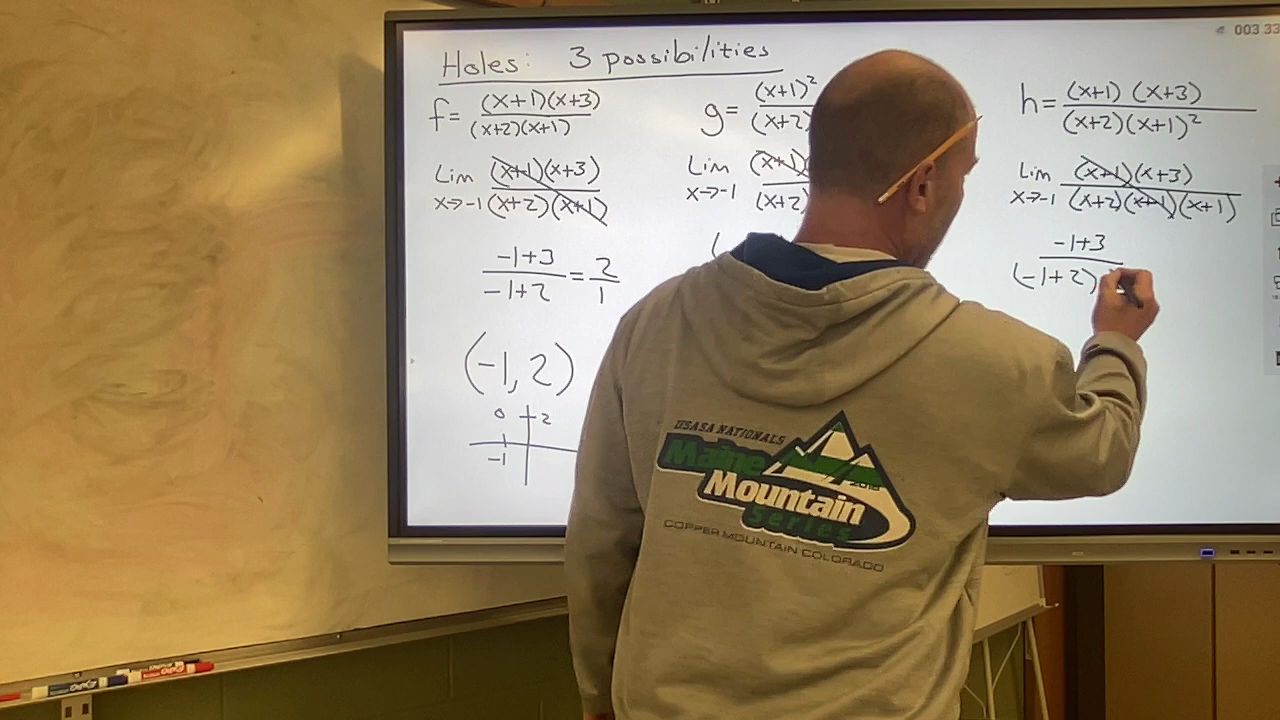 Holes: 3 possibilities
003 33
f = (x+1)(x+3) / (x+2)(x+1)
Lim x→-1 (x+1)(x+3) / (x+2)(x+1)
-1+3 / -1+2 = 2/1
(-1, 2)
0 2
-1
g = (x+1)² / (x+2)
Lim x→-1 (x+1) / (x+2)
(
h = (x+1) (x+3) / (x+2)(x+1)²
Lim x→-1 (x+1)(x+3) / (x+2)(x+1)(x+1)
-1+3 / (-1+2)
USASA NATIONALS
Maine
Mountain
Series
COPPER MOUNTAIN COLORADO